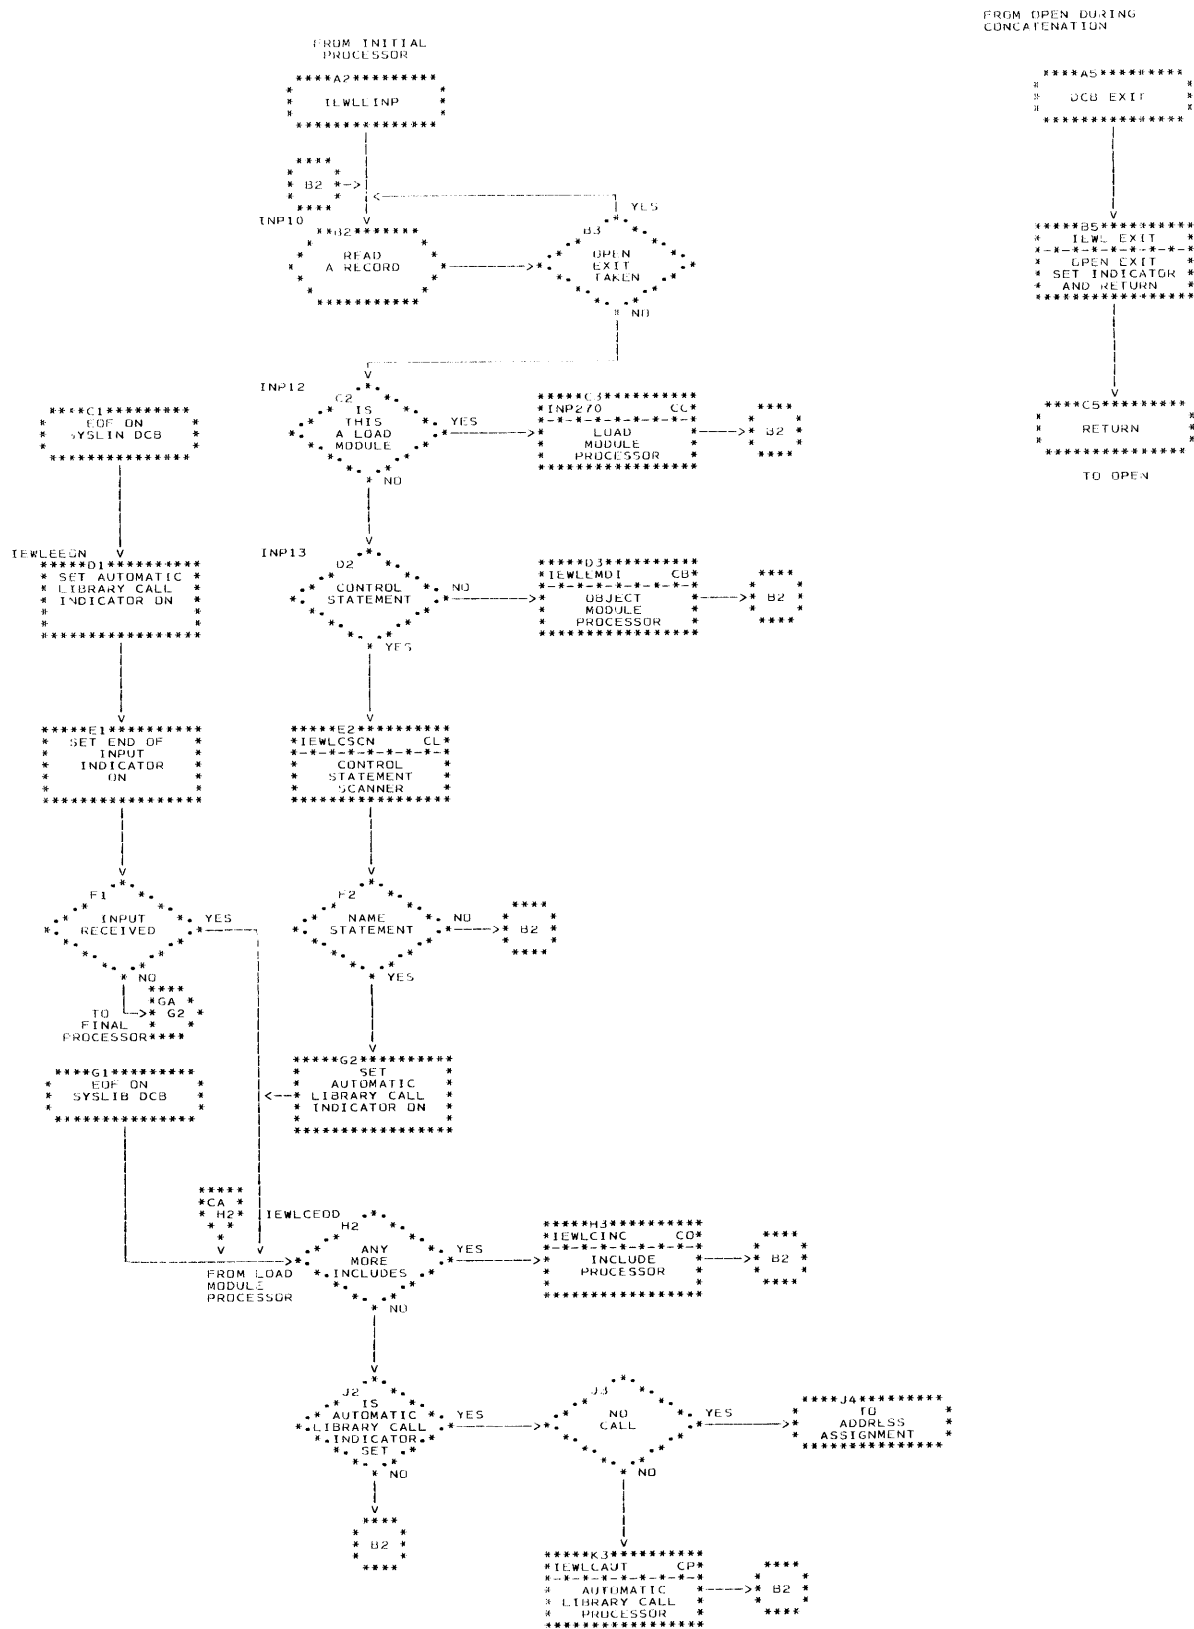 FROM OPEN DURING
CONCATENATION
FROM INITIAL
PROCESSOR
****A2*********
IEWLEINP
****A5*********
DCB EXIT
B2
YES
INP10
**B2*******
READ
A RECORD
B3
OPEN
EXIT
TAKEN
NO
*****B5**********
IEWL EXIT
*-*-*-*-*-*-*-*-*
OPEN EXIT
SET INDICATOR
AND RETURN
INP12
C2
IS
THIS
A LOAD
MODULE
YES
NO
*****C3**********
*INP270 CC*
*-*-*-*-*-*-*-*-*
LOAD
MODULE
PROCESSOR
B2
****C1*********
EOF ON
SYSLIN DCB
****C5*********
RETURN
TO OPEN
IEWLEEON
*****D1**********
SET AUTOMATIC
LIBRARY CALL
INDICATOR ON
INP13
D2
CONTROL
STATEMENT
NO
YES
*****D3**********
*IEWLEMDI CB*
*-*-*-*-*-*-*-*-*
OBJECT
MODULE
PROCESSOR
B2
*****E1**********
SET END OF
INPUT
INDICATOR
ON
*****E2**********
*IEWLCSCN CL*
*-*-*-*-*-*-*-*-*
CONTROL
STATEMENT
SCANNER
F1
INPUT
RECEIVED
YES
NO
F2
NAME
STATEMENT
NO
YES
B2
GA
G2
TO
FINAL
PROCESSOR****
****G1*********
EOF ON
SYSLIB DCB
*****G2**********
SET
AUTOMATIC
LIBRARY CALL
INDICATOR ON
*CA *
H2*
IEWLCEOD
H2
ANY
MORE
INCLUDES
YES
NO
FROM LOAD
MODULE
PROCESSOR
*****H3**********
*IEWLCINC CO*
*-*-*-*-*-*-*-*-*
INCLUDE
PROCESSOR
B2
J2
IS
AUTOMATIC
LIBRARY CALL
INDICATOR
SET
YES
NO
J3
NO
CALL
YES
NO
****J4*********
TO
ADDRESS
ASSIGNMENT
B2
*****K3**********
*IEWLCAUT CP*
*-*-*-*-*-*-*-*-*
AUTOMATIC
LIBRARY CALL
PROCESSOR
B2